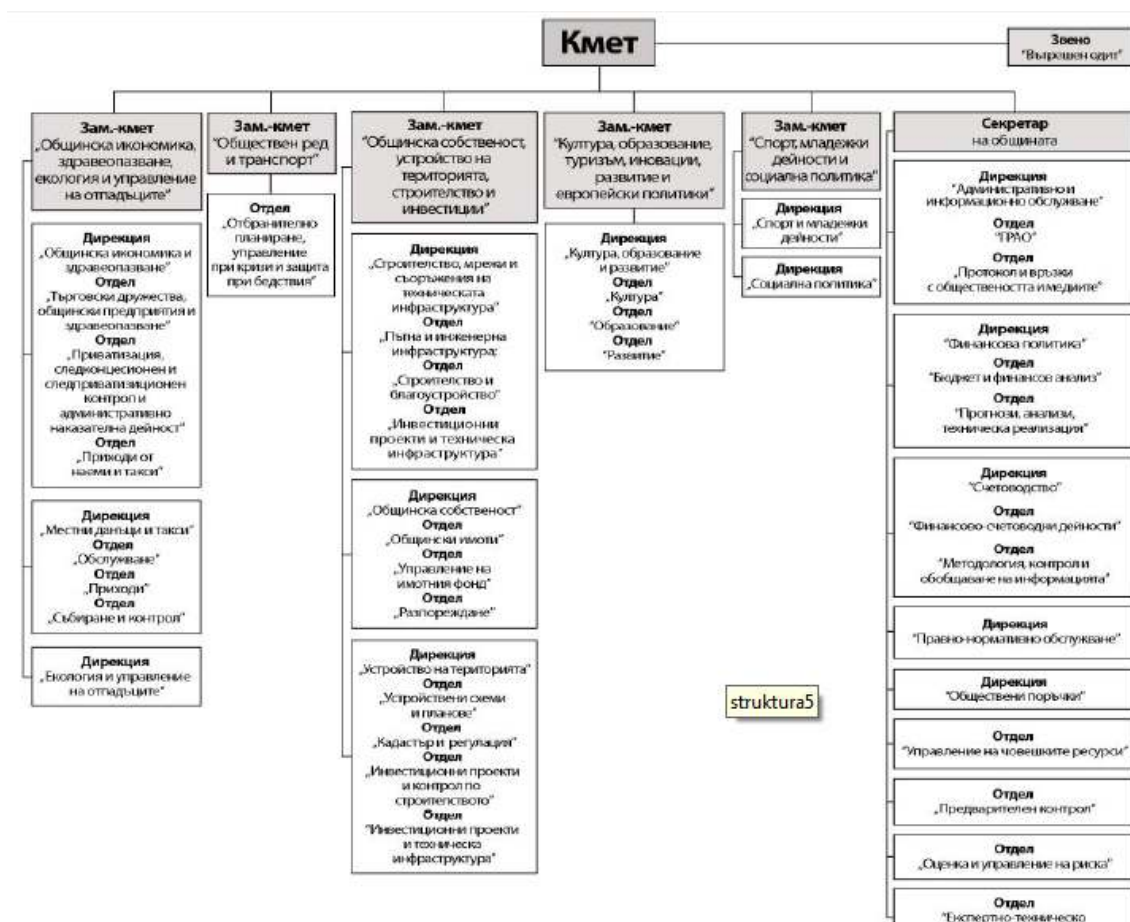 Кмет
Звено
"Вътрешен одит"
Зам.-кмет
„Общинска икономика,
здравеопазване,
екология и управление
на отпадъците"
Дирекция
„Общинска икономика и
здравеопазване"
Отдел
„Търговски дружества,
общински предприятия и
здравеопазване"
Отдел
„Приватизация,
следконцесионен и
следприватизиционен
контрол и
административно
наказателна дейност"
Отдел
„Приходи от
наеми и такси"
Дирекция
„Местни данъци и такси"
Отдел
„Обслужване"
Отдел
„Приходи"
Отдел
„Събиране и контрол"
Дирекция
„Екология и управление
на отпадъците"
Зам.-кмет
"Обществен ред
и транспорт"
Отдел
„Отбранително
планиране,
управление
при кризи и защита
при бедствия"
Зам.-кмет
"Общинска собственост,
устройство на
територията,
строителство и
инвестиции"
Дирекция
„Строителство, мрежи и
съоръжения на
техническата
инфраструктура"
Отдел
„Пътна и инженерна
инфраструктура;
Отдел
„Строителство и
благоустройство"
Отдел
„Инвестиционни
проекти и техническа
инфраструктура"
Дирекция
„Общинска собственост"
Отдел
„Общински имоти"
Отдел
„Управление на
имотния фонд"
Отдел
„Разпореждане"
Дирекция
„Устройство на територията"
Отдел
„Устройствени схеми
и планове"
Отдел
„Кадастър и регулация"
Отдел
„Инвестиционни проекти
и контрол по
строителството"
Отдел
"Инвестиционни проекти
и техническа
инфраструктура"
Зам.-кмет
"Култура, образование,
туризъм, иновации,
развитие и
европейски политики"
Дирекция
„Култура, образование
и развитие"
Отдел
„Култура"
Отдел
"Образование"
Отдел
"Развитие"
Зам.-кмет
"Спорт, младежки
дейности и
социална политика"
Дирекция
„Спорт и младежки
дейности"
Дирекция
„Социална политика"
Секретар
на общината
Дирекция
"Административно и
информационно обслужване"
Отдел
"ГРАО"
Отдел
„Протокол и връзки
с обществеността и медиите"
Дирекция
"Финансова политика"
Отдел
"Бюджет и финансов анализ"
Отдел
"Прогнози, анализи,
техническа реализация"
Дирекция
"Счетоводство"
Отдел
"Финансово-счетоводни дейности"
Отдел
"Методология, контрол и
обобщаване на информацията"
Дирекция
"Правно-нормативно обслужване"
Дирекция
"Обществени поръчки"
Отдел
"Управление на човешките ресурси"
Отдел
„Предварителен контрол"
Отдел
„Оценка и управление на риска"
Отдел
"Експертно-техническо
struktura5